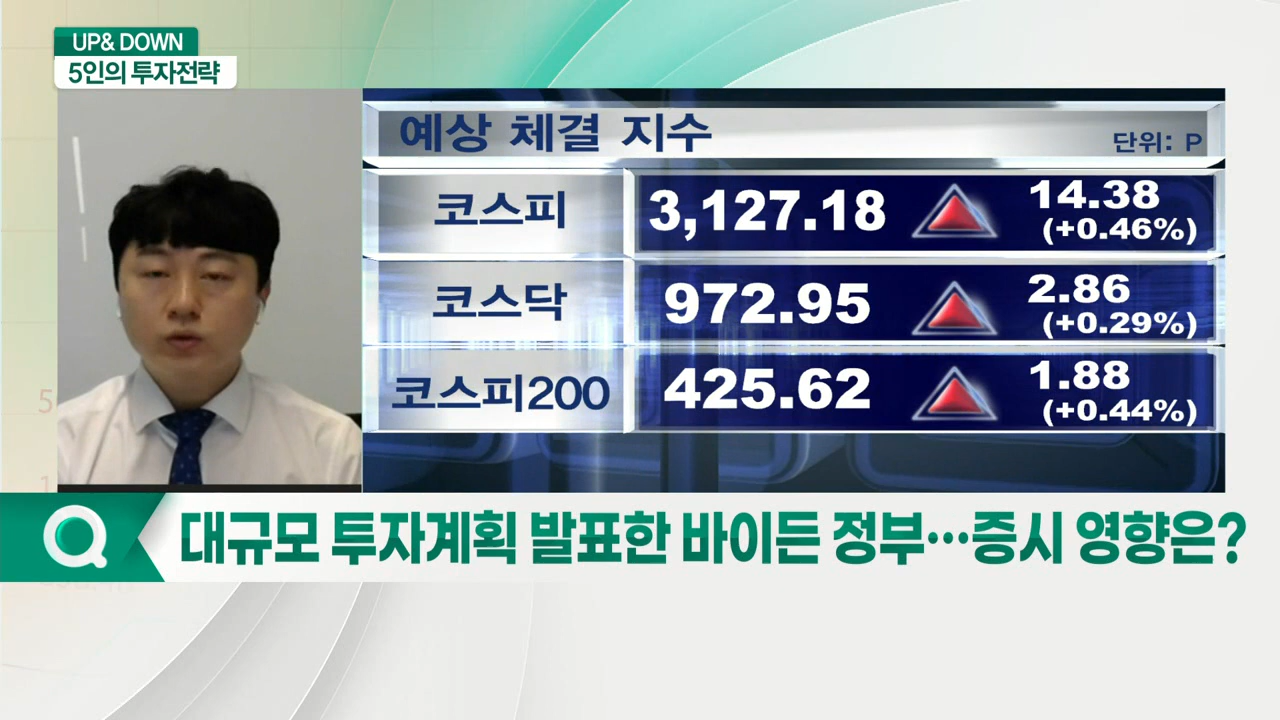 UP& DOWN
5인의 투자전략
예상 체결 지수
단위: P
코스피 3,127.18 14.38 (+0.46%)
코스닥 972.95 2.86 (+0.29%)
코스피200 425.62 1.88 (+0.44%)
대규모 투자계획 발표한 바이든 정부…증시 영향은?